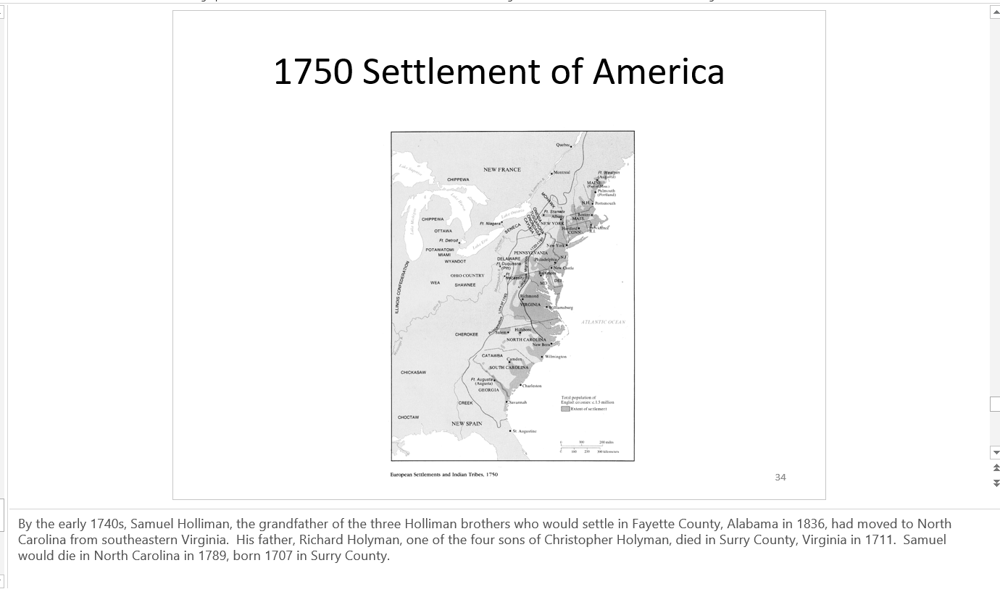 1750 Settlement of America
Quebec
NEW FRANCE
Montreal
Ft. Western
(Augusta)
Lake Superior
CHIPPEWA
MAINE
(Part of Mass.)
Falmouth
(Portland)
Lake Huron
MOHAWK
N.H.
Portsmouth
Lake Michigan
CHIPPEWA
Lake Ontario
ONEIDA
TUSCARORA
ONONDAGA
CAYUGA
Ft. Stanwix
Albany
Boston
MASS.
Ft. Niagara
SENECA
NEW YORK
Hartford
CONN.
Providence
R.I.
OTTAWA
Ft. Detroit
Lake Erie
New York
POTAWATOMI
MIAMI
WYANDOT
PENNSYLVANIA
DELAWARE
Ft. Duquesne
(Pitt)
Philadelphia
N.J.
New Castle
Ft.
Necessity
Baltimore
MD.
DEL.
ILLINOIS CONFEDERATION
OHIO COUNTRY
WEA
SHAWNEE
Proclamation Line of 1763
Richmond
VIRGINIA
Williamsburg
ATLANTIC OCEAN
CHEROKEE
Salem
Hillsboro
NORTH CAROLINA
New Bern
CATAWBA
Camden
Wilmington
SOUTH CAROLINA
CHICKASAW
Ft. Augusta
(Augusta)
GEORGIA
Charleston
CREEK
Savannah
Total population of
English colonies: c.1.5 million
Extent of settlement
CHOCTAW
NEW SPAIN
St. Augustine
0 100 200 miles
0 100 200 300 kilometers
European Settlements and Indian Tribes, 1750
34
By the early 1740s, Samuel Holliman, the grandfather of the three Holliman brothers who would settle in Fayette County, Alabama in 1836, had moved to North
Carolina from southeastern Virginia.  His father, Richard Holyman, one of the four sons of Christopher Holyman, died in Surry County, Virginia in 1711.  Samuel
would die in North Carolina in 1789, born 1707 in Surry County.